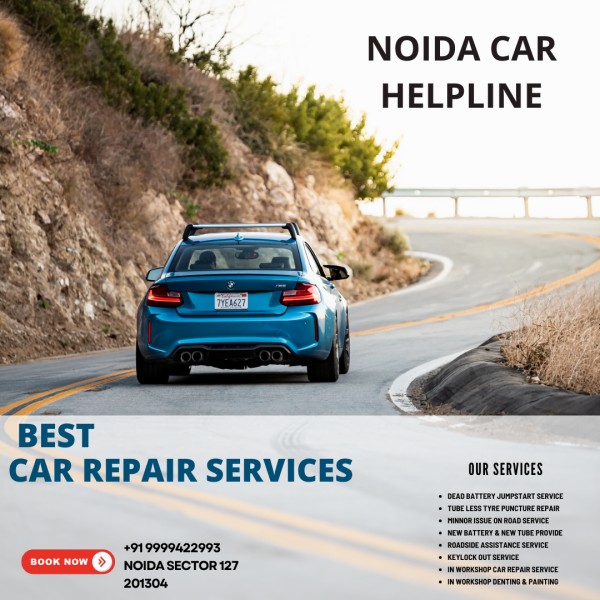 NOIDA CAR
HELPLINE
California
7YEA627
BEST
CAR REPAIR SERVICES
OUR SERVICES
• DEAD BATTERY JUMPSTART SERVICE
• TUBE LESS TYRE PUNCTURE REPAIR
• MINNOR ISSUE ON ROAD SERVICE
• NEW BATTERY & NEW TUBE PROVIDE
• ROADSIDE ASSISTANCE SERVICE
• KEYLOCK OUT SERVICE
• IN WORKSHOP CAR REPAIR SERVICE
• IN WORKSHOP DENTING & PAINTING
BOOK NOW
+91 9999422993
NOIDA SECTOR 127
201304